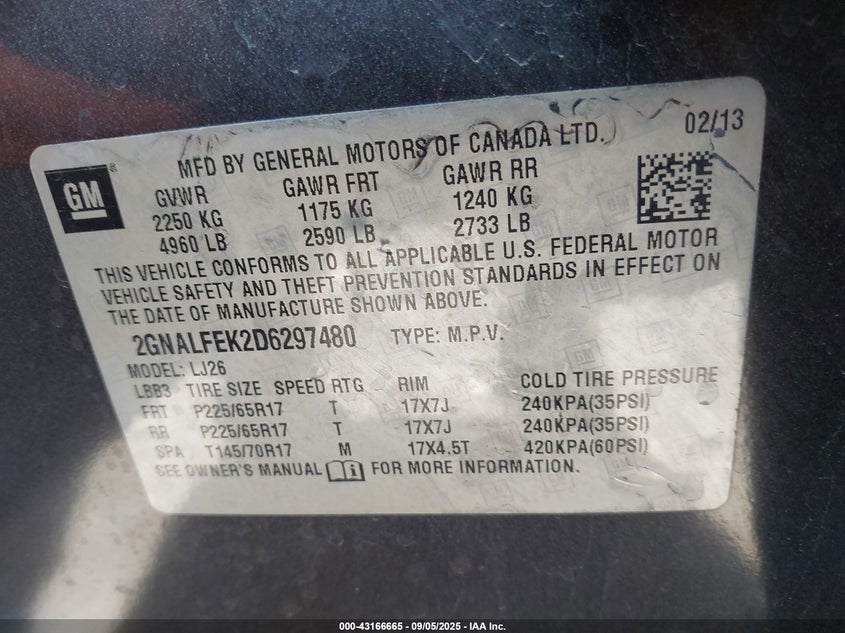 MFD BY GENERAL MOTORS OF CANADA LTD. 02/13
GM
GVWR GAWR FRT GAWR RR
2250 KG 1175 KG 1240 KG
4960 LB 2590 LB 2733 LB
THIS VEHICLE CONFORMS TO ALL APPLICABLE U.S. FEDERAL MOTOR
VEHICLE SAFETY AND THEFT PREVENTION STANDARDS IN EFFECT ON
THE DATE OF MANUFACTURE SHOWN ABOVE.
2GNALFEK2D6297480 TYPE: M.P.V.
MODEL: LJ26
LBB3 TIRE SIZE SPEED RTG RIM COLD TIRE PRESSURE
FRT P225/65R17 T 17X7J 240KPA(35PSI)
RR P225/65R17 T 17X7J 240KPA(35PSI)
SPA T145/70R17 M 17X4.5T 420KPA(60PSI)
SEE OWNER'S MANUAL FOR MORE INFORMATION.
000-43166665 - 09/05/2025 - IAA Inc.